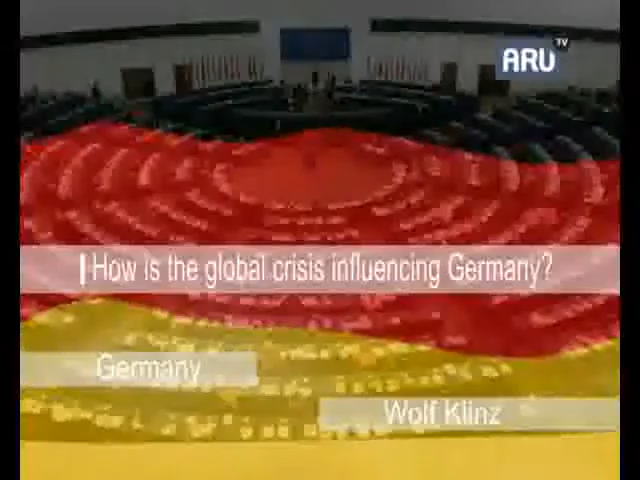 ARU TV
How is the global crisis influencing Germany?
Germany
Wolf Klinz